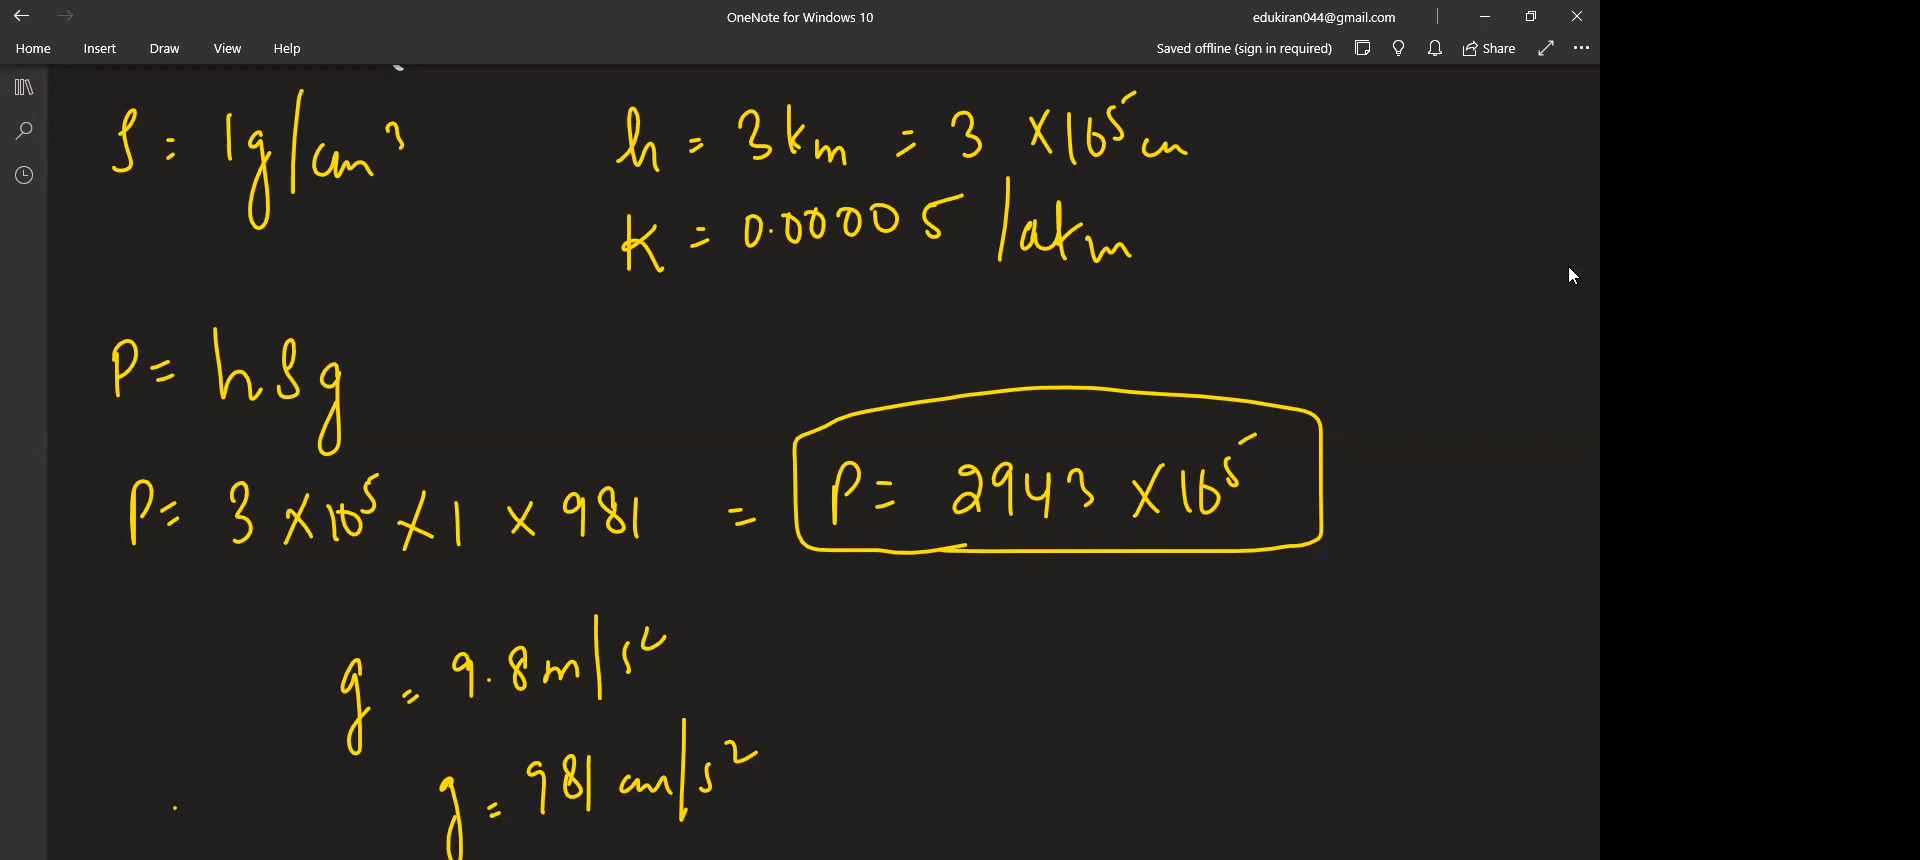 OneNote for Windows 10
edukiran044@gmail.com
Home Insert Draw View Help
Saved offline (sign in required) Share
ρ = 1g/cm³
h = 3km = 3 × 10⁵ cm
K = 0.00005 /atm
P = hρg
P = 3 × 10⁵ × 1 × 981 = P = 2943 × 10⁵
g = 9.8m/s²
g = 981 cm/s²